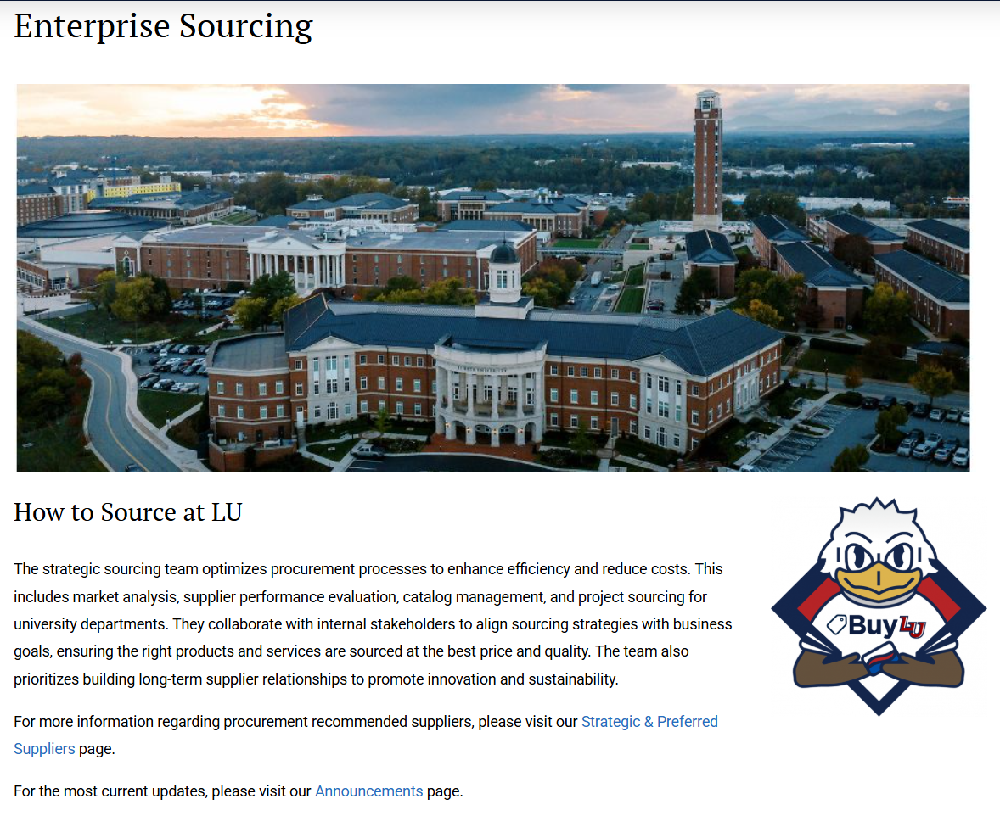 Enterprise Sourcing
LIBERTY UNIVERSITY
How to Source at LU
The strategic sourcing team optimizes procurement processes to enhance efficiency and reduce costs. This
includes market analysis, supplier performance evaluation, catalog management, and project sourcing for
university departments. They collaborate with internal stakeholders to align sourcing strategies with business
goals, ensuring the right products and services are sourced at the best price and quality. The team also
prioritizes building long-term supplier relationships to promote innovation and sustainability.
BuyLU
For more information regarding procurement recommended suppliers, please visit our Strategic & Preferred
Suppliers page.
For the most current updates, please visit our Announcements page.